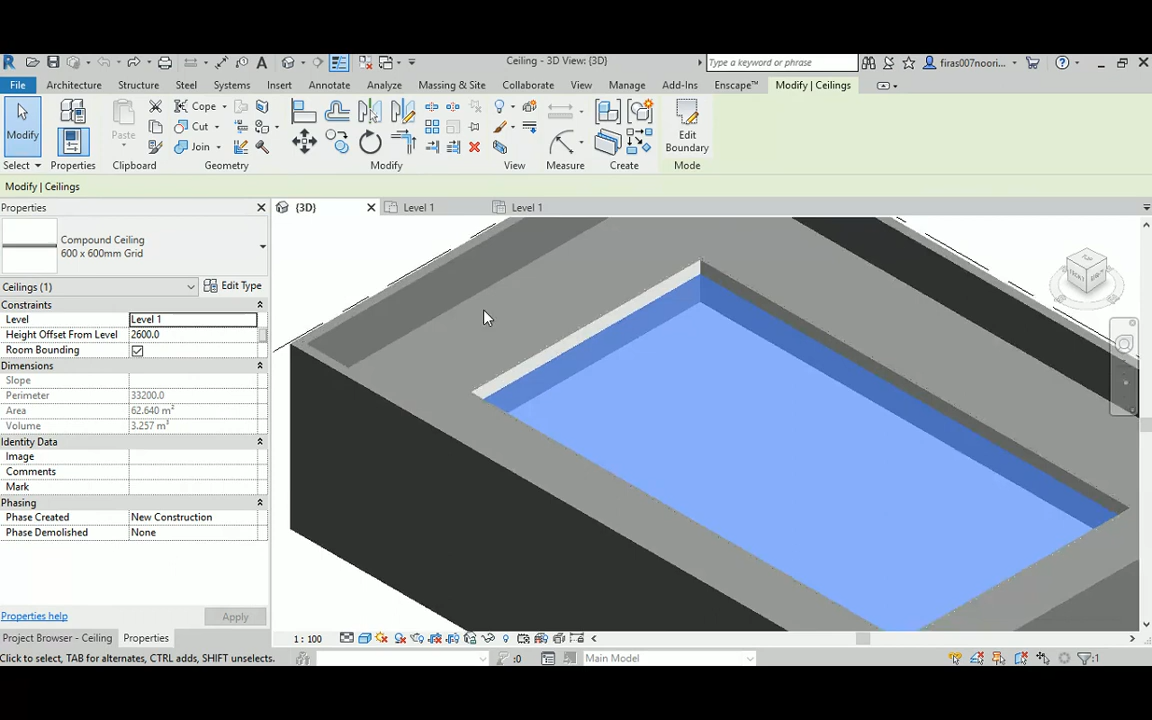 Ceiling - 3D View: {3D}
Type a keyword or phrase
firas007noori...
File
Architecture
Structure
Steel
Systems
Insert
Annotate
Analyze
Massing & Site
Collaborate
View
Manage
Add-Ins
Enscape™
Modify | Ceilings
Modify
Paste
Cope
Cut
Join
Edit
Boundary
Select
Properties
Clipboard
Geometry
Modify
View
Measure
Create
Mode
Modify | Ceilings
Properties
{3D}
Level 1
Level 1
Compound Ceiling
600 x 600mm Grid
Ceilings (1)
Edit Type
Constraints
Level Level 1
Height Offset From Level 2600.0
Room Bounding
Dimensions
Slope
Perimeter 33200.0
Area 62.640 m²
Volume 3.257 m³
Identity Data
Image
Comments
Mark
Phasing
Phase Created New Construction
Phase Demolished None
Properties help
Apply
Project Browser - Ceiling
Properties
1 : 100
Click to select, TAB for alternates, CTRL adds, SHIFT unselects.
:0
Main Model
:1